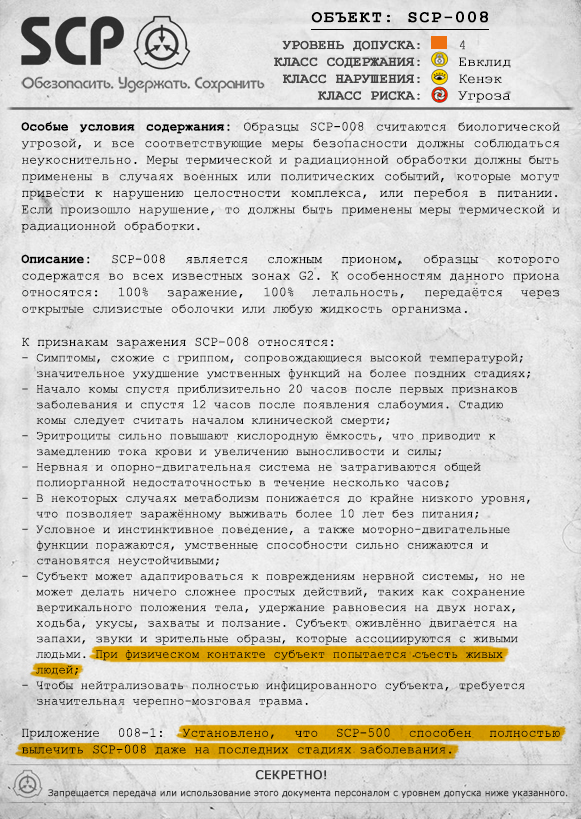 SCP
Обезопасить. Удержать. Сохранить
ОБЪЕКТ: SCP-008
УРОВЕНЬ ДОПУСКА: 4
КЛАСС СОДЕРЖАНИЯ: Евклид
КЛАСС НАРУШЕНИЯ: Кенэк
КЛАСС РИСКА: Угроза
Особые условия содержания: Образцы SCP-008 считаются биологической
угрозой, и все соответствующие меры безопасности должны соблюдаться
неукоснительно. Меры термической и радиационной обработки должны быть
применены в случаях военных или политических событий, которые могут
привести к нарушению целостности комплекса, или перебоя в питании.
Если произошло нарушение, то должны быть применены меры термической и
радиационной обработки.
Описание: SCP-008 является сложным прионом, образцы которого
содержатся во всех известных зонах G2. К особенностям данного приона
относятся: 100% заражение, 100% летальность, передаётся через
открытые слизистые оболочки или любую жидкость организма.
К признакам заражения SCP-008 относятся:
- Симптомы, схожие с гриппом, сопровождающиеся высокой температурой;
значительное ухудшение умственных функций на более поздних стадиях;
- Начало комы спустя приблизительно 20 часов после первых признаков
заболевания и спустя 12 часов после появления слабоумия. Стадию
комы следует считать началом клинической смерти;
- Эритроциты сильно повышают кислородную ёмкость, что приводит к
замедлению тока крови и увеличению выносливости и силы;
- Нервная и опорно-двигательная система не затрагиваются общей
полиорганной недостаточностью в течение несколько часов;
- В некоторых случаях метаболизм понижается до крайне низкого уровня,
что позволяет заражённому выживать более 10 лет без питания;
- Условное и инстинктивное поведение, а также моторно-двигательные
функции поражаются, умственные способности сильно снижаются и
становятся неустойчивыми;
- Субъект может адаптироваться к повреждениям нервной системы, но не
может делать ничего сложнее простых действий, таких как сохранение
вертикального положения тела, удержание равновесия на двух ногах,
ходьба, укусы, захваты и ползание. Субъект оживлённо двигается на
запахи, звуки и зрительные образы, которые ассоциируются с живыми
людьми. При физическом контакте субъект попытается съесть живых
людей;
- Чтобы нейтрализовать полностью инфицированного субъекта, требуется
значительная черепно-мозговая травма.
Приложение 008-1: Установлено, что SCP-500 способен полностью
вылечить SCP-008 даже на последних стадиях заболевания.
СЕКРЕТНО!
Запрещается передача или использование этого документа персоналом с уровнем допуска ниже указанного.